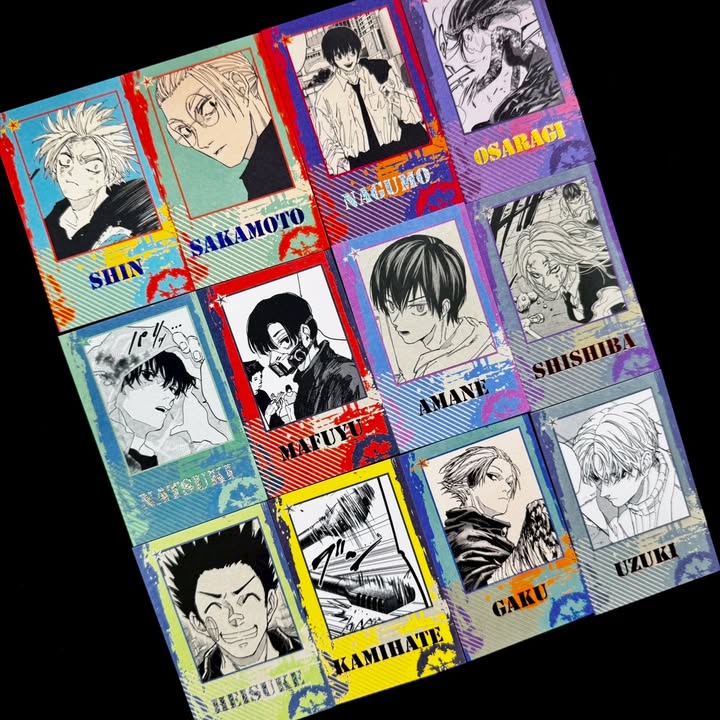 SHIN
SAKAMOTO
NAGUMO
OSARAGI
NATSUKI
MAFUYU
AMANE
SHISHIBA
HEISUKE
KAMIHATE
GAKU
UZUKI